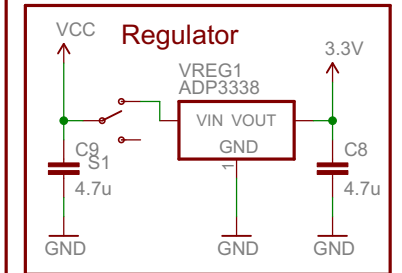 VCC
Regulator
3.3V
VREG1
ADP3338
VIN VOUT
GND
1
C9
S1
4.7u
C8
4.7u
GND
GND
GND